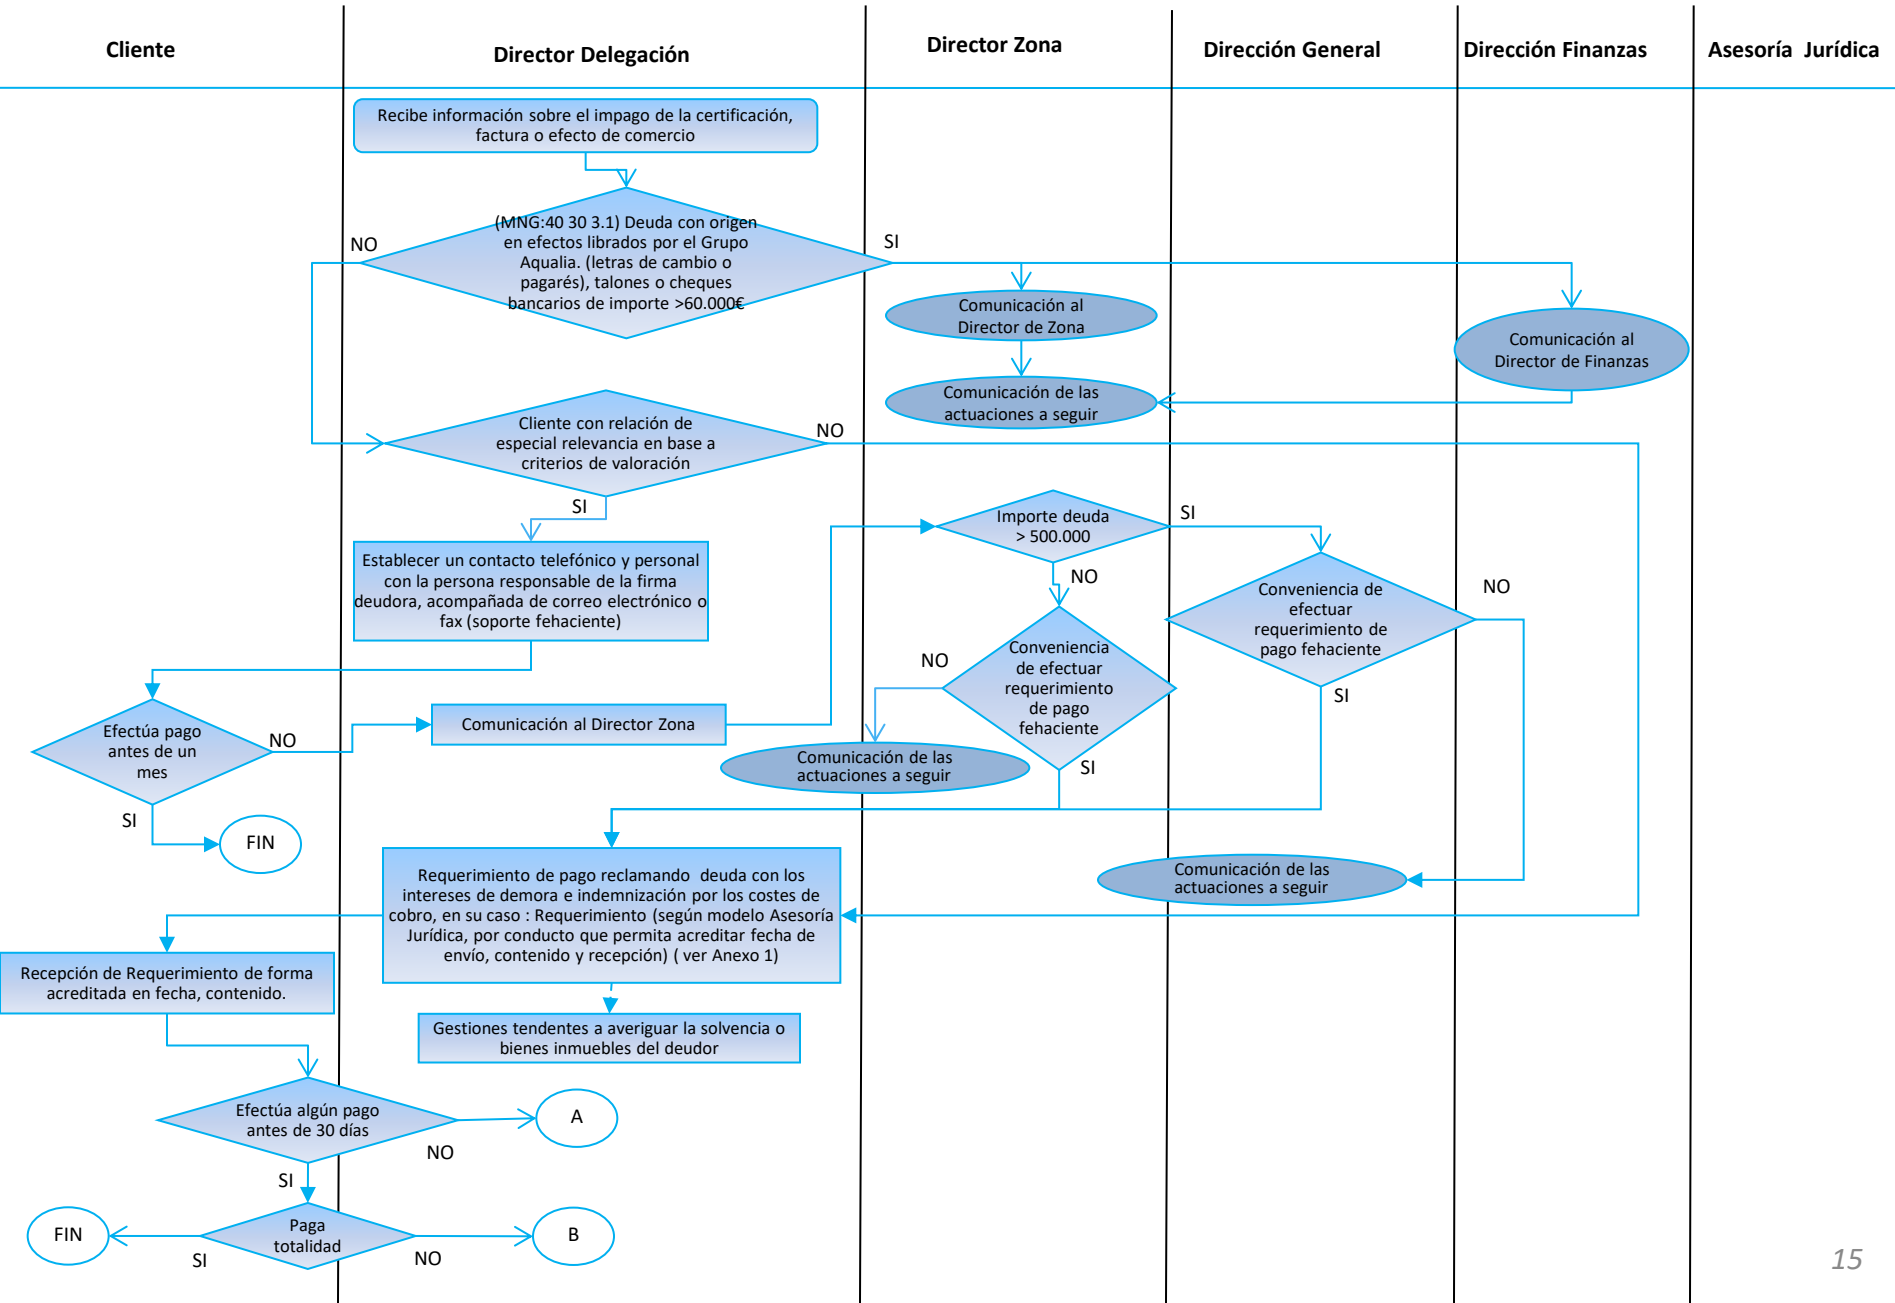 Cliente
Director Delegación
Director Zona
Dirección General
Dirección Finanzas
Asesoría  Jurídica
Recibe información sobre el impago de la certificación,
factura o efecto de comercio
(MNG:40 30 3.1) Deuda con origen
en efectos librados por el Grupo
Aqualia. (letras de cambio o
pagarés), talones o cheques
bancarios de importe >60.000€
NO
SI
Comunicación al
Director de Zona
Comunicación al
Director de Finanzas
Comunicación de las
actuaciones a seguir
Cliente con relación de
especial relevancia en base a
criterios de valoración
NO
SI
Importe deuda
> 500.000
SI
NO
Establecer un contacto telefónico y personal
con la persona responsable de la firma
deudora, acompañada de correo electrónico o
fax (soporte fehaciente)
Conveniencia de
efectuar
requerimiento de
pago fehaciente
NO
SI
Conveniencia
de efectuar
requerimiento
de pago
fehaciente
NO
SI
Efectúa pago
antes de un
mes
NO
SI
Comunicación al Director Zona
Comunicación de las
actuaciones a seguir
FIN
Requerimiento de pago reclamando  deuda con los
intereses de demora e indemnización por los costes de
cobro, en su caso : Requerimiento (según modelo Asesoría
Jurídica, por conducto que permita acreditar fecha de
envío, contenido y recepción) ( ver Anexo 1)
Comunicación de las
actuaciones a seguir
Recepción de Requerimiento de forma
acreditada en fecha, contenido.
Gestiones tendentes a averiguar la solvencia o
bienes inmuebles del deudor
Efectúa algún pago
antes de 30 días
A
NO
SI
FIN
Paga
totalidad
B
SI
NO
15